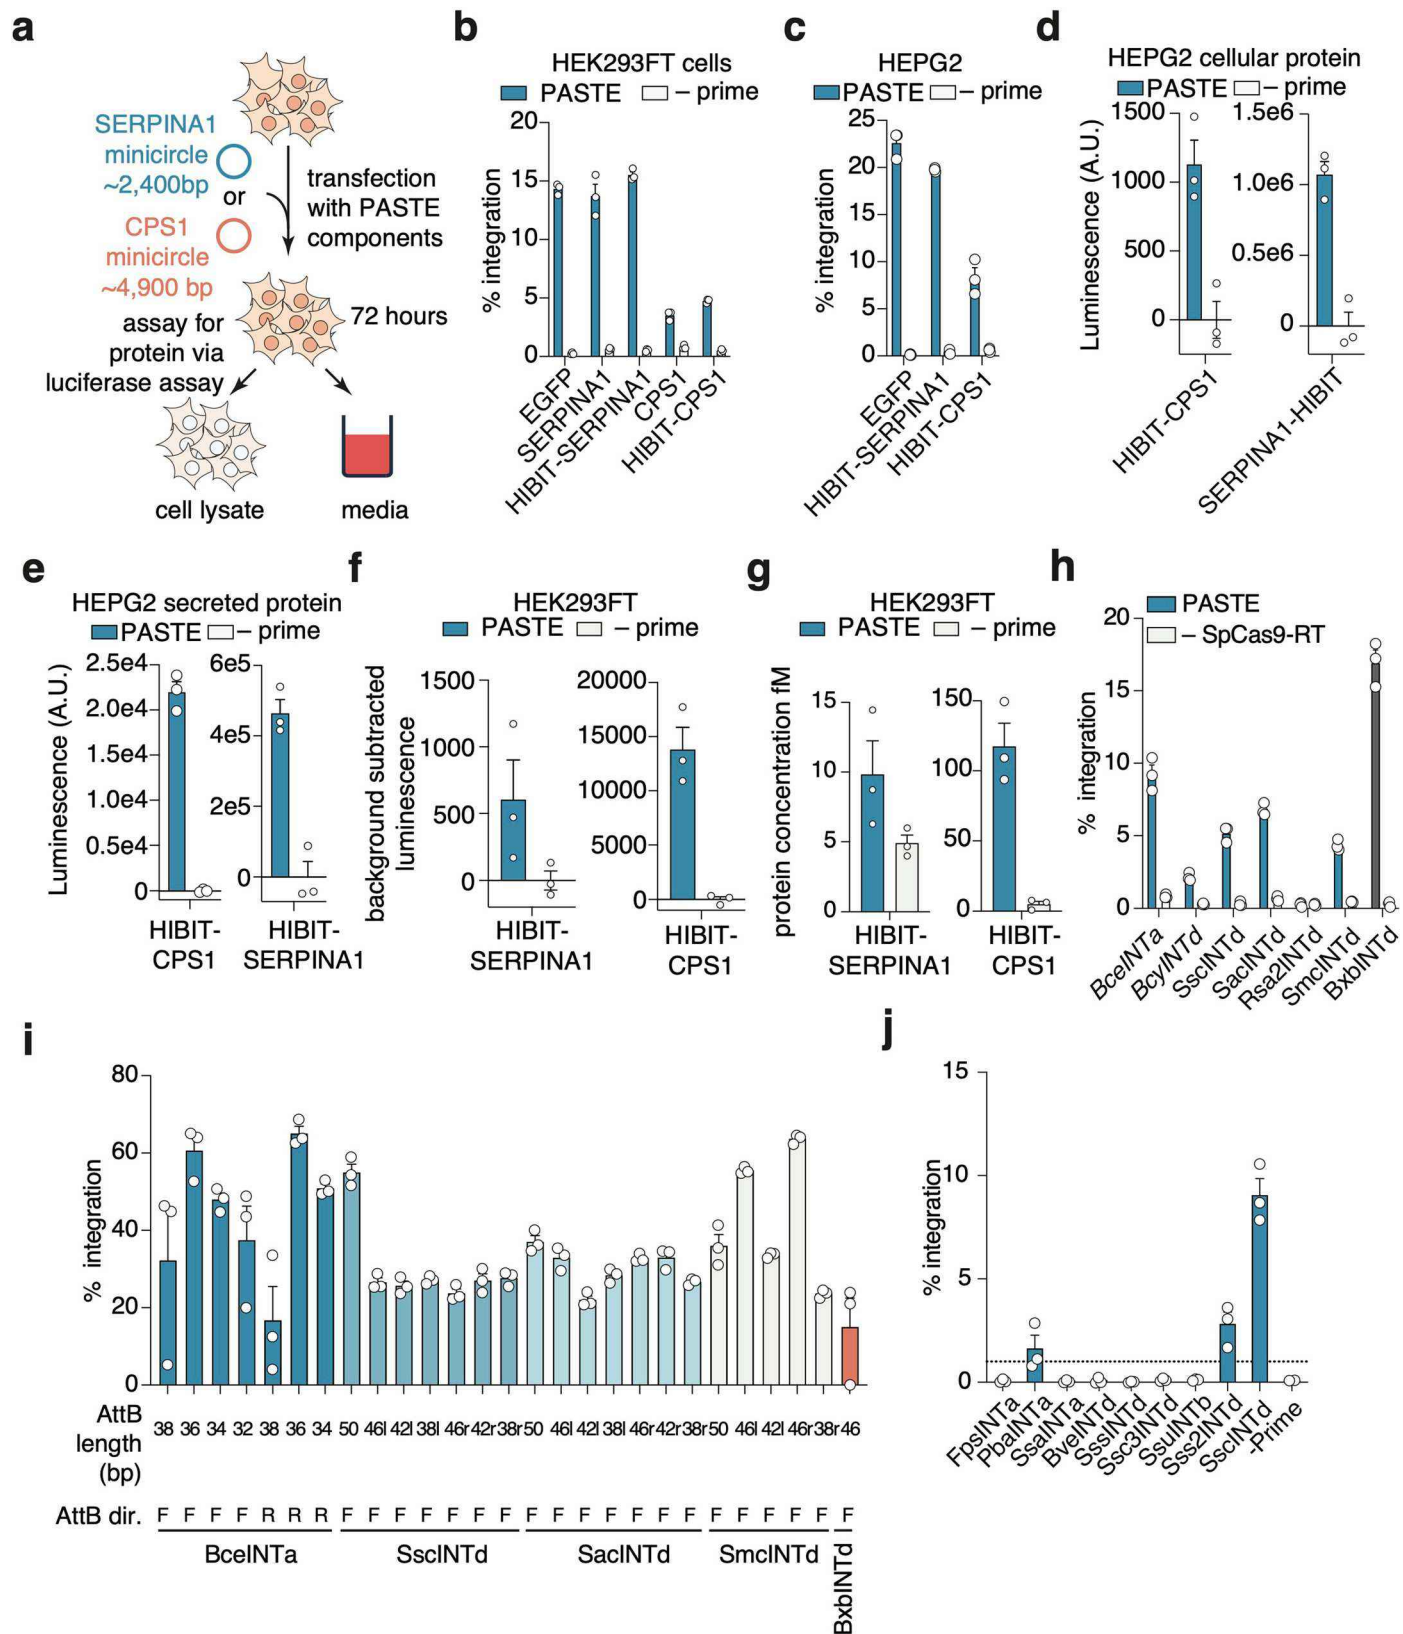 a
SERPINA1
minicircle
~2,400bp
or
CPS1
minicircle
~4,900 bp
transfection
with PASTE
components
72 hours
assay for
protein via
luciferase assay
cell lysate
media
b
HEK293FT cells
PASTE
– prime
% integration
20
15
10
5
0
EGFP
SERPINA1
HIBIT-SERPINA1
CPS1
HIBIT-CPS1
c
HEPG2
PASTE
– prime
% integration
25
20
15
10
5
0
EGFP
HIBIT-SERPINA1
HIBIT-CPS1
d
HEPG2 cellular protein
PASTE
– prime
Luminescence (A.U.)
1500
1000
500
0
HIBIT-CPS1
1.5e6
1.0e6
0.5e6
0
SERPINA1-HIBIT
e
HEPG2 secreted protein
PASTE
– prime
Luminescence (A.U.)
2.5e4
2.0e4
1.5e4
1.0e4
0.5e4
0
HIBIT-
CPS1
6e5
4e5
2e5
0
HIBIT-
SERPINA1
f
HEK293FT
PASTE
– prime
background subtracted
luminescence
1500
1000
500
0
HIBIT-
SERPINA1
20000
15000
10000
5000
0
HIBIT-
CPS1
g
HEK293FT
PASTE
– prime
protein concentration fM
15
10
5
0
HIBIT-
SERPINA1
150
100
50
0
HIBIT-
CPS1
h
PASTE
– SpCas9-RT
% integration
20
15
10
5
0
BceINTa
BcyINTd
SscINTd
SacINTd
Rsa2INTd
SmcINTd
BxbINTd
i
% integration
80
60
40
20
0
AttB
length
(bp)
38 36 34 32 38 36 34 50 46l 42l 38l 46r 42r 38r 50 46l 42l 38l 46r 42r 38r 50 46l 42l 46r 38r 46
AttB dir.
F F F F R R R F F F F F F F F F F F F F F F F F F F F
BceINTa
SscINTd
SacINTd
SmcINTd
BxbINTd
j
% integration
15
10
5
0
FpsINTa
PbaINTa
SsaINTa
BveINTd
SssINTd
Ssc3INTd
SsuINTb
Sss2INTd
SscINTd
-Prime